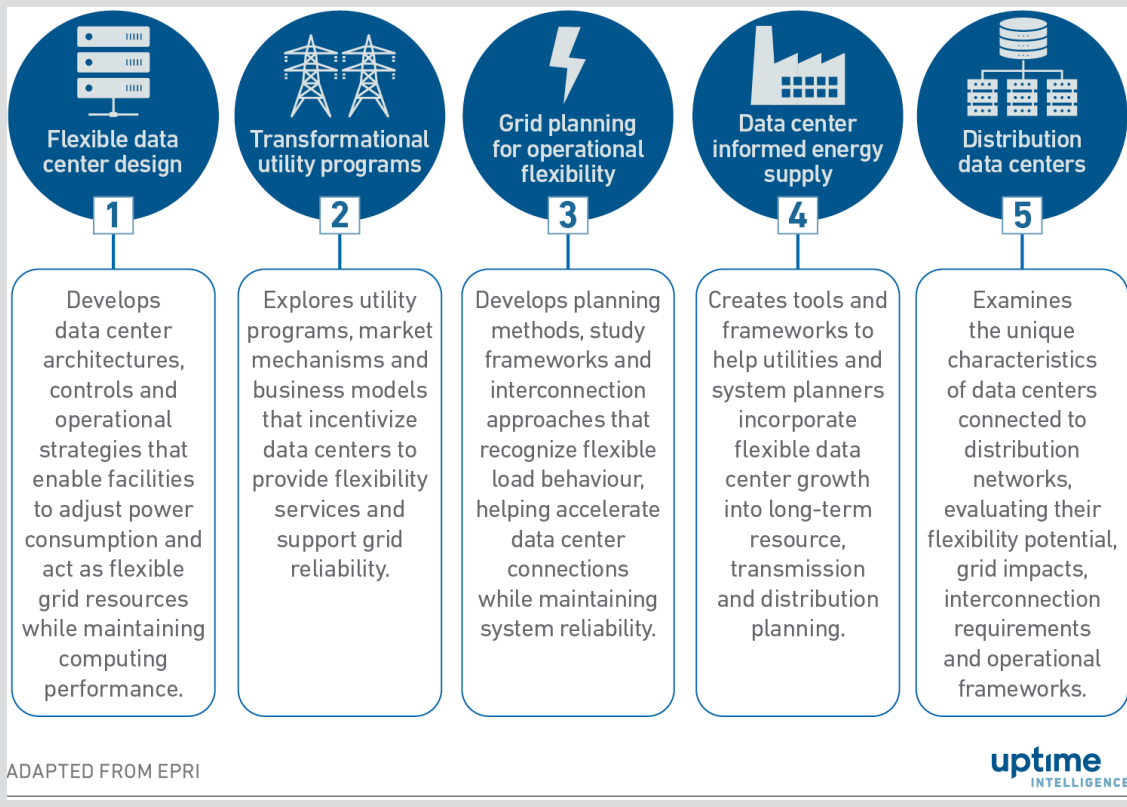 Flexible data
center design
1
Develops
data center
architectures,
controls and
operational
strategies that
enable facilities
to adjust power
consumption and
act as flexible
grid resources
while maintaining
computing
performance.
Transformational
utility programs
2
Explores utility
programs, market
mechanisms and
business models
that incentivize
data centers to
provide flexibility
services and
support grid
reliability.
Grid planning
for operational
flexibility
3
Develops planning
methods, study
frameworks and
interconnection
approaches that
recognize flexible
load behaviour,
helping accelerate
data center
connections
while maintaining
system reliability.
Data center
informed energy
supply
4
Creates tools and
frameworks to
help utilities and
system planners
incorporate
flexible data
center growth
into long-term
resource,
transmission
and distribution
planning.
Distribution
data centers
5
Examines
the unique
characteristics
of data centers
connected to
distribution
networks,
evaluating their
flexibility potential,
grid impacts,
interconnection
requirements
and operational
frameworks.
ADAPTED FROM EPRI
uptime
INTELLIGENCE